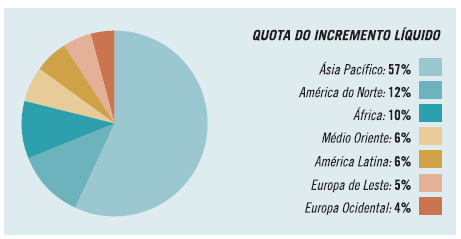 QUOTA DO INCREMENTO LÍQUIDO
Ásia Pacífico: 57%
América do Norte: 12%
África: 10%
Médio Oriente: 6%
América Latina: 6%
Europa de Leste: 5%
Europa Ocidental: 4%